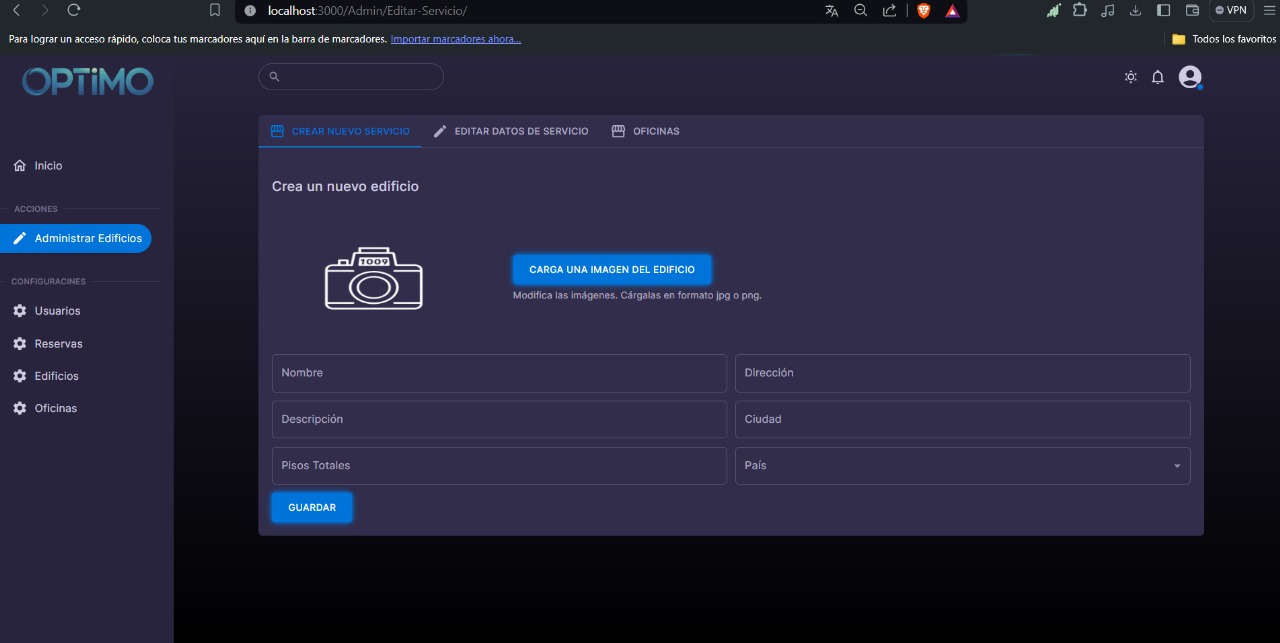 localhost:3000/Admin/Editar-Servicio/
VPN
Para lograr un acceso rápido, coloca tus marcadores aquí en la barra de marcadores. Importar marcadores ahora...
Todos los favoritos
OPTiMO
Inicio
ACCIONES
Administrar Edificios
CONFIGURACINES
Usuarios
Reservas
Edificios
Oficinas
CREAR NUEVO SERVICIO EDITAR DATOS DE SERVICIO OFICINAS
Crea un nuevo edificio
1009
CARGA UNA IMAGEN DEL EDIFICIO
Modifica las imágenes. Cárgalas en formato jpg o png.
Nombre
Dirección
Descripción
Ciudad
Pisos Totales
País
GUARDAR